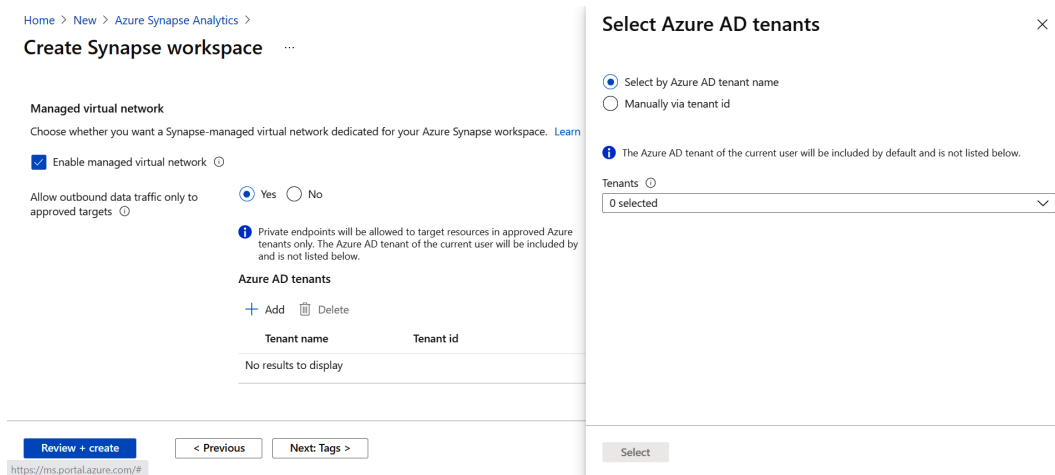 Home > New > Azure Synapse Analytics >
Create Synapse workspace ...
Managed virtual network
Choose whether you want a Synapse-managed virtual network dedicated for your Azure Synapse workspace. Learn
Enable managed virtual network
Allow outbound data traffic only to
approved targets
Yes
No
Private endpoints will be allowed to target resources in approved Azure
tenants only. The Azure AD tenant of the current user will be included by
and is not listed below.
Azure AD tenants
+ Add
Delete
Tenant name
Tenant id
No results to display
Review + create
< Previous
Next: Tags >
https://ms.portal.azure.com/#
Select Azure AD tenants
Select by Azure AD tenant name
Manually via tenant id
The Azure AD tenant of the current user will be included by default and is not listed below.
Tenants
0 selected
Select